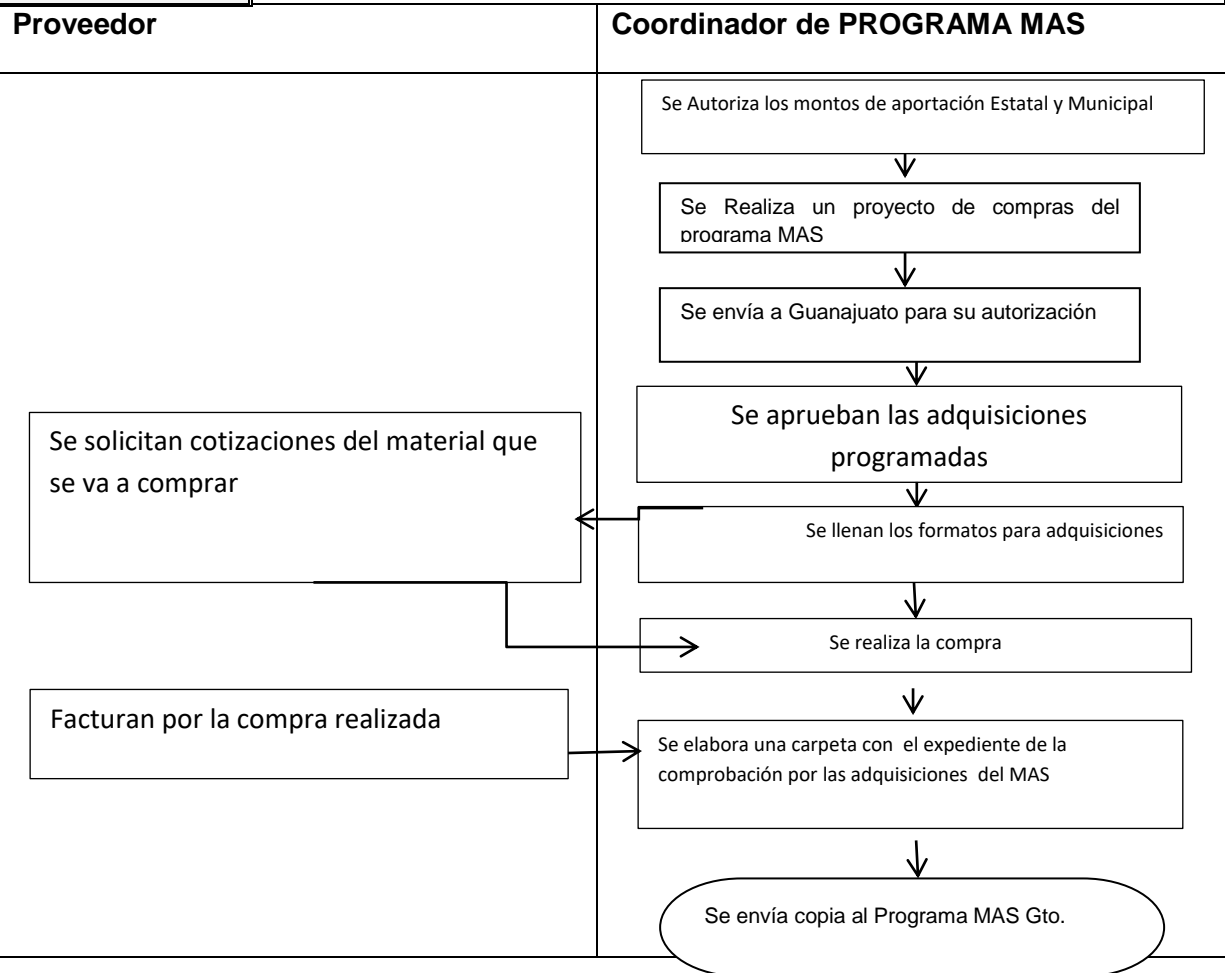 Proveedor
Coordinador de PROGRAMA MAS
Se Autoriza los montos de aportación Estatal y Municipal
Se Realiza un proyecto de compras del
programa MAS
Se envía a Guanajuato para su autorización
Se aprueban las adquisiciones
programadas
Se solicitan cotizaciones del material que
se va a comprar
Se llenan los formatos para adquisiciones
Se realiza la compra
Facturan por la compra realizada
Se elabora una carpeta con el expediente de la
comprobación por las adquisiciones del MAS
Se envía copia al Programa MAS Gto.